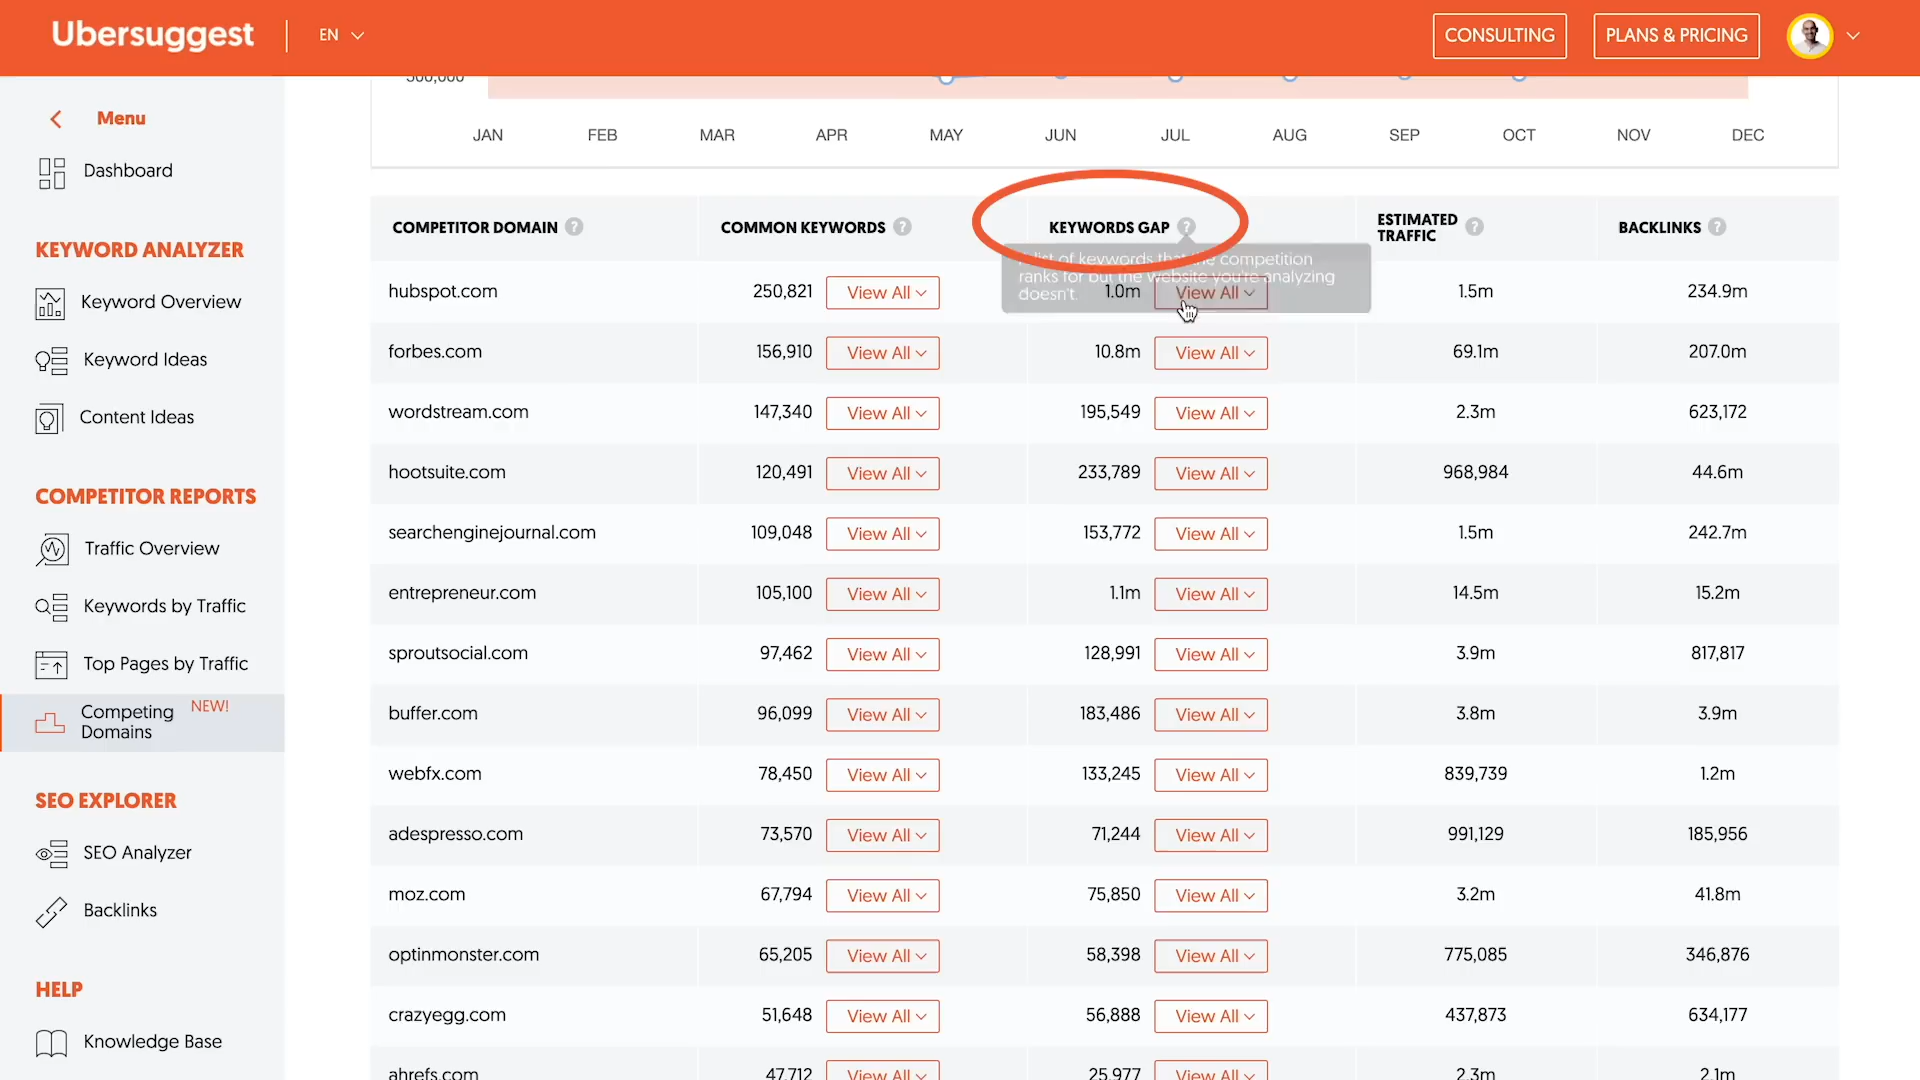 Ubersuggest
EN
CONSULTING
PLANS & PRICING
500,000
JAN FEB MAR APR MAY JUN JUL AUG SEP OCT NOV DEC
Menu
Dashboard
KEYWORD ANALYZER
Keyword Overview
Keyword Ideas
Content Ideas
COMPETITOR REPORTS
Traffic Overview
Keywords by Traffic
Top Pages by Traffic
Competing NEW!
Domains
SEO EXPLORER
SEO Analyzer
Backlinks
HELP
Knowledge Base
COMPETITOR DOMAIN ? COMMON KEYWORDS ? KEYWORDS GAP ? ESTIMATED TRAFFIC ? BACKLINKS ?
list of keywords that the competition
ranks for but the website you're analyzing
doesn't.
hubspot.com 250,821 View All 1.0m View All 1.5m 234.9m
forbes.com 156,910 View All 10.8m View All 69.1m 207.0m
wordstream.com 147,340 View All 195,549 View All 2.3m 623,172
hootsuite.com 120,491 View All 233,789 View All 968,984 44.6m
searchenginejournal.com 109,048 View All 153,772 View All 1.5m 242.7m
entrepreneur.com 105,100 View All 1.1m View All 14.5m 15.2m
sproutsocial.com 97,462 View All 128,991 View All 3.9m 817,817
buffer.com 96,099 View All 183,486 View All 3.8m 3.9m
webfx.com 78,450 View All 133,245 View All 839,739 1.2m
adespresso.com 73,570 View All 71,244 View All 991,129 185,956
moz.com 67,794 View All 75,850 View All 3.2m 41.8m
optinmonster.com 65,205 View All 58,398 View All 775,085 346,876
crazyegg.com 51,648 View All 56,888 View All 437,873 634,177
ahrefs.com 47,712 View All 25,977 View All 2.3m 2.1m